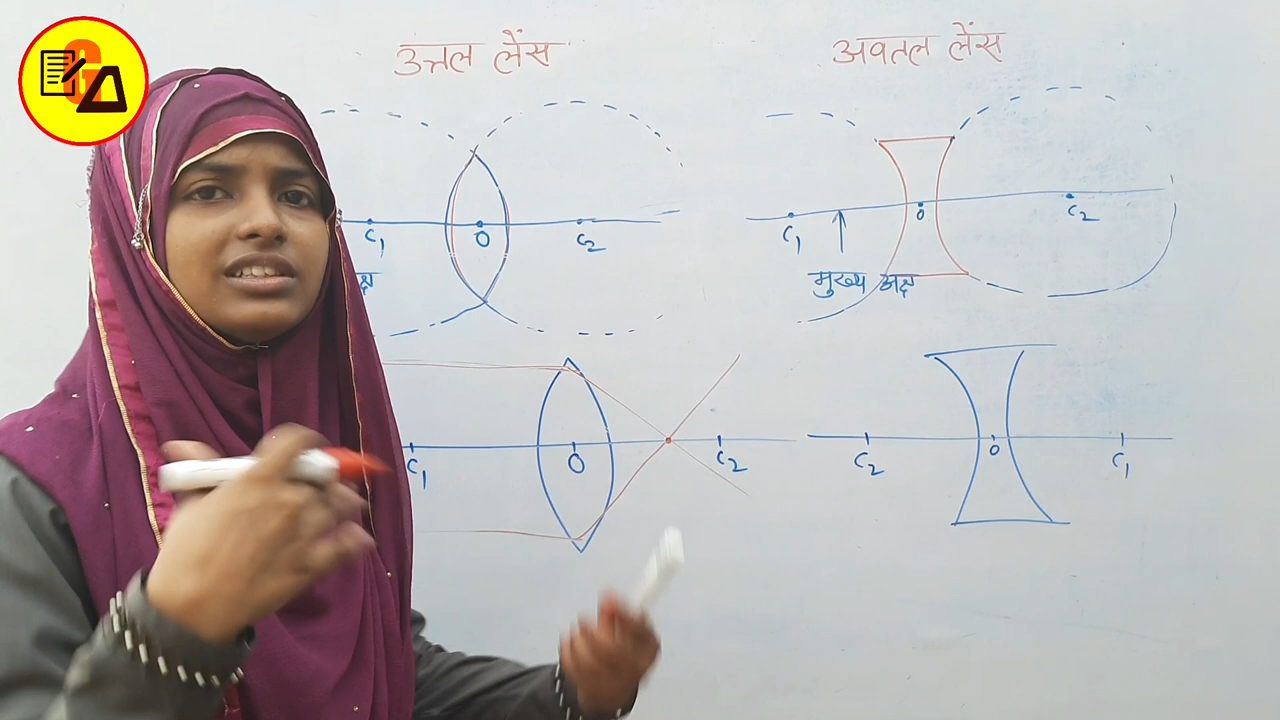 उत्तल लेंस
अवतल लेंस
C₁ O C₂
C₁ O C₂
क्ष
मुख्य अक्ष
C₁ O C₂
C₂ O C₁